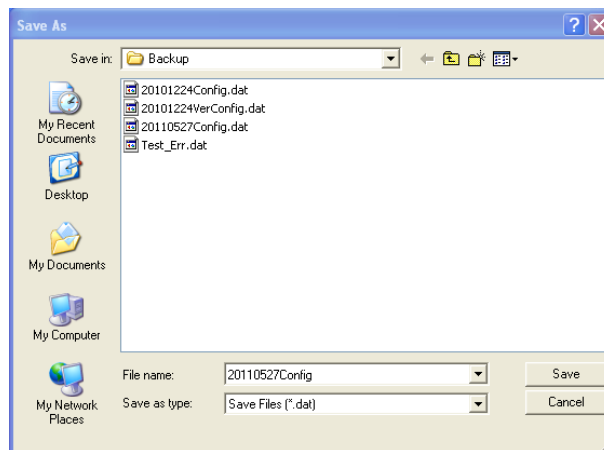 Save As
Save in: Backup
20101224Config.dat
20101224VerConfig.dat
20110527Config.dat
Test_Err.dat
My Recent
Documents
Desktop
My Documents
My Computer
My Network
Places
File name: 20110527Config Save
Save as type: Save Files (*.dat) Cancel